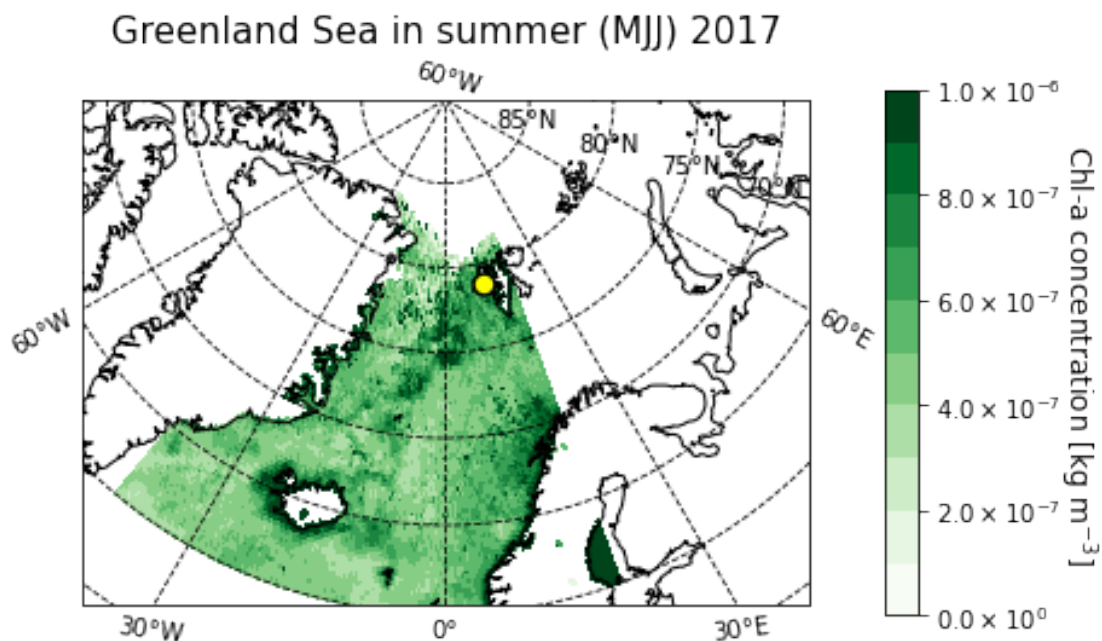 Greenland Sea in summer (MJJ) 2017
60°W
85°N
80°N
75°N
70°N
60°W
60°E
30°W
0°
30°E
1.0 × 10⁻⁶
8.0 × 10⁻⁷
6.0 × 10⁻⁷
4.0 × 10⁻⁷
2.0 × 10⁻⁷
0.0 × 10⁰
Chl-a concentration [kg m⁻³]